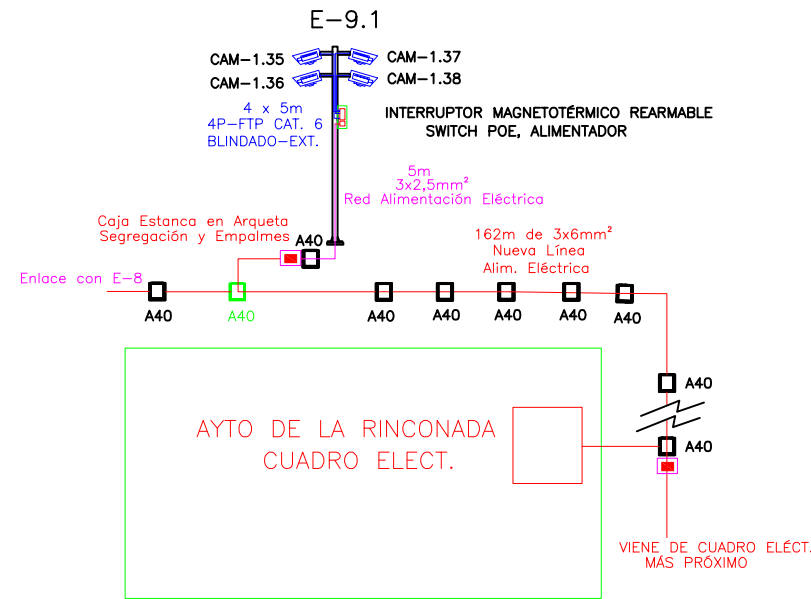 E-9.1
CAM-1.35
CAM-1.37
CAM-1.36
CAM-1.38
4 x 5m
4P-FTP CAT. 6
BLINDADO-EXT.
INTERRUPTOR MAGNETOTÉRMICO REARMABLE
SWITCH POE, ALIMENTADOR
5m
3x2,5mm²
Red Alimentación Eléctrica
Caja Estanca en Arqueta
Segregación y Empalmes
A40
162m de 3x6mm²
Nueva Línea
Alim. Eléctrica
Enlace con E-8
A40
A40
A40
A40
A40
A40
A40
A40
AYTO DE LA RINCONADA
CUADRO ELECT.
A40
VIENE DE CUADRO ELÉCT.
MÁS PRÓXIMO